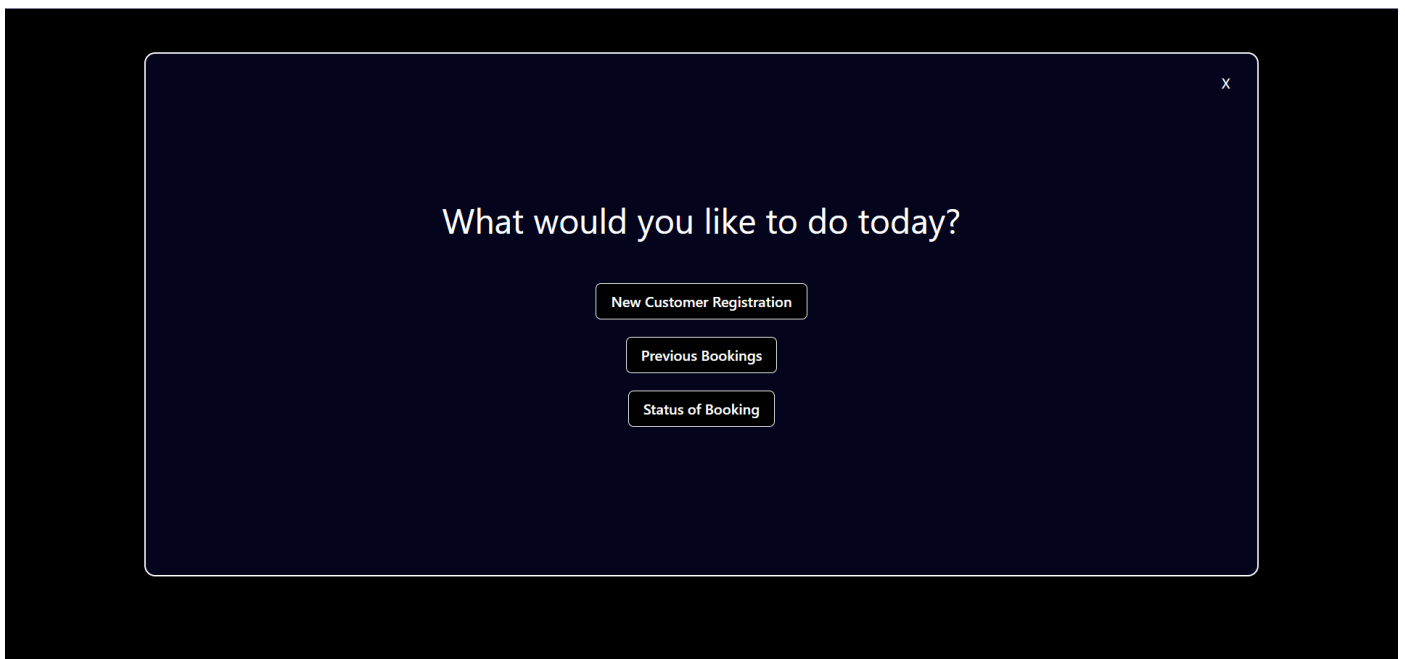 X
What would you like to do today?
New Customer Registration
Previous Bookings
Status of Booking